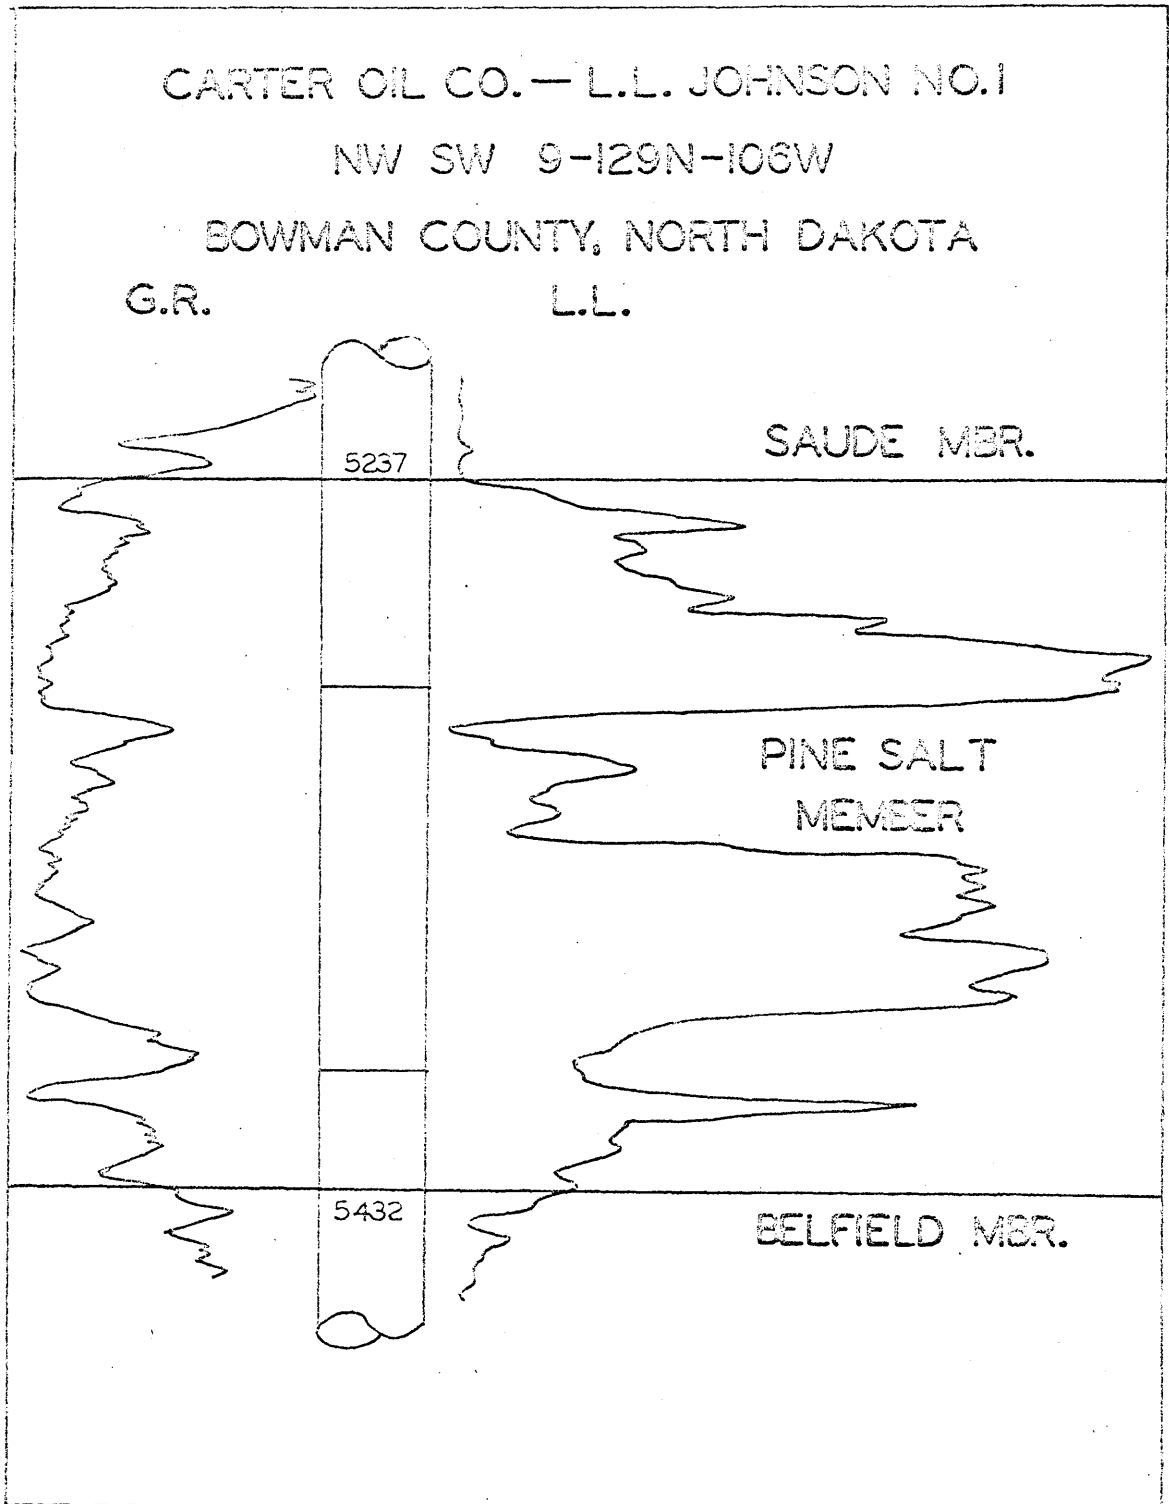 CARTER OIL CO.— L.L. JOHNSON NO.1
NW SW 9-129N-106W
BOWMAN COUNTY, NORTH DAKOTA
G.R. L.L.
SAUDE MBR.
5237
PINE SALT
MEMBER
5432
BELFIELD MBR.